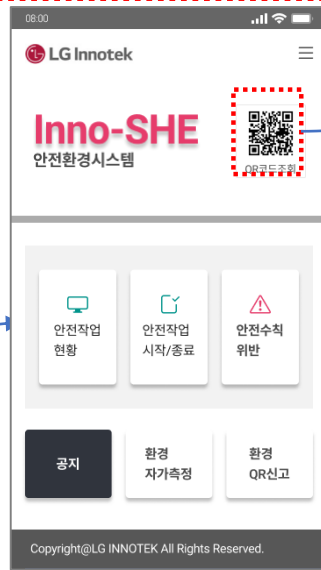 08:00
LG Innotek
Inno-SHE
안전환경시스템
QR코드조회
안전작업
현황
안전작업
시작/종료
안전수칙
위반
공지
환경
자가측정
환경
QR신고
Copyright@LG INNOTEK All Rights Reserved.